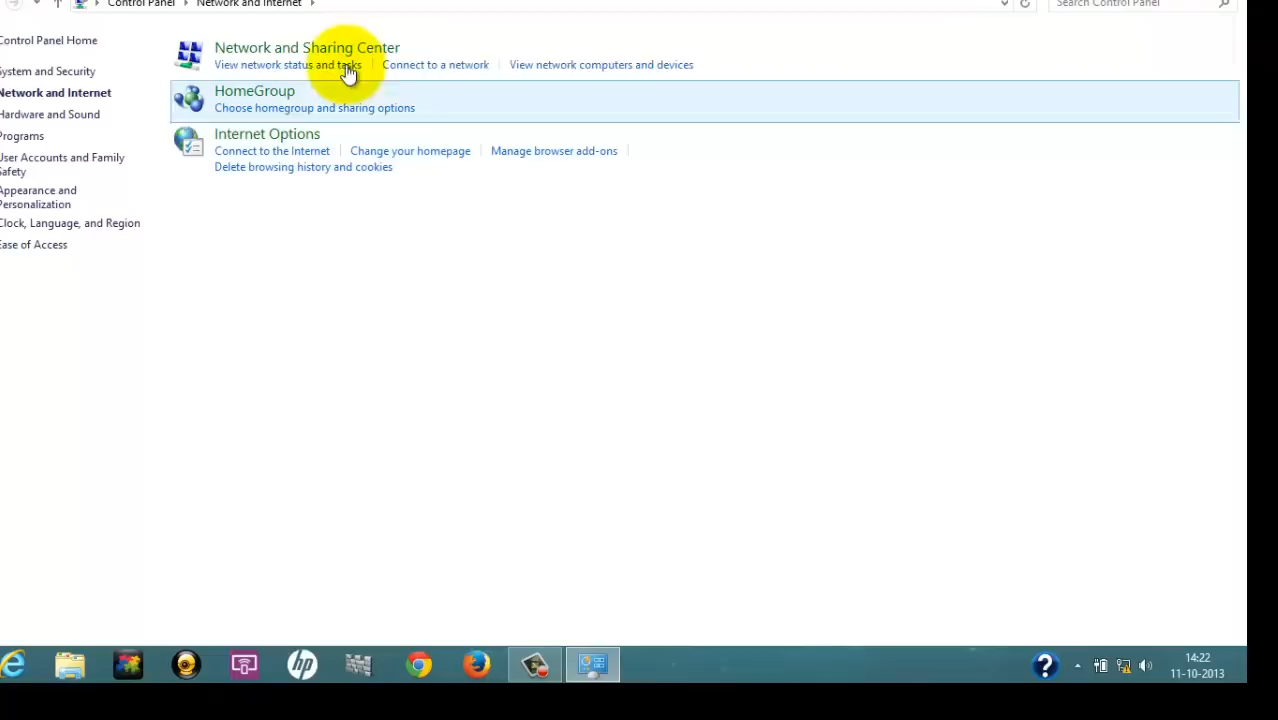 Control Panel
Network and Internet
Search Control Panel
Control Panel Home
System and Security
Network and Internet
Hardware and Sound
Programs
User Accounts and Family
Safety
Appearance and
Personalization
Clock, Language, and Region
Ease of Access
Network and Sharing Center
View network status and tasks
Connect to a network
View network computers and devices
HomeGroup
Choose homegroup and sharing options
Internet Options
Connect to the Internet
Change your homepage
Manage browser add-ons
Delete browsing history and cookies
hp
?
14:22
11-10-2013